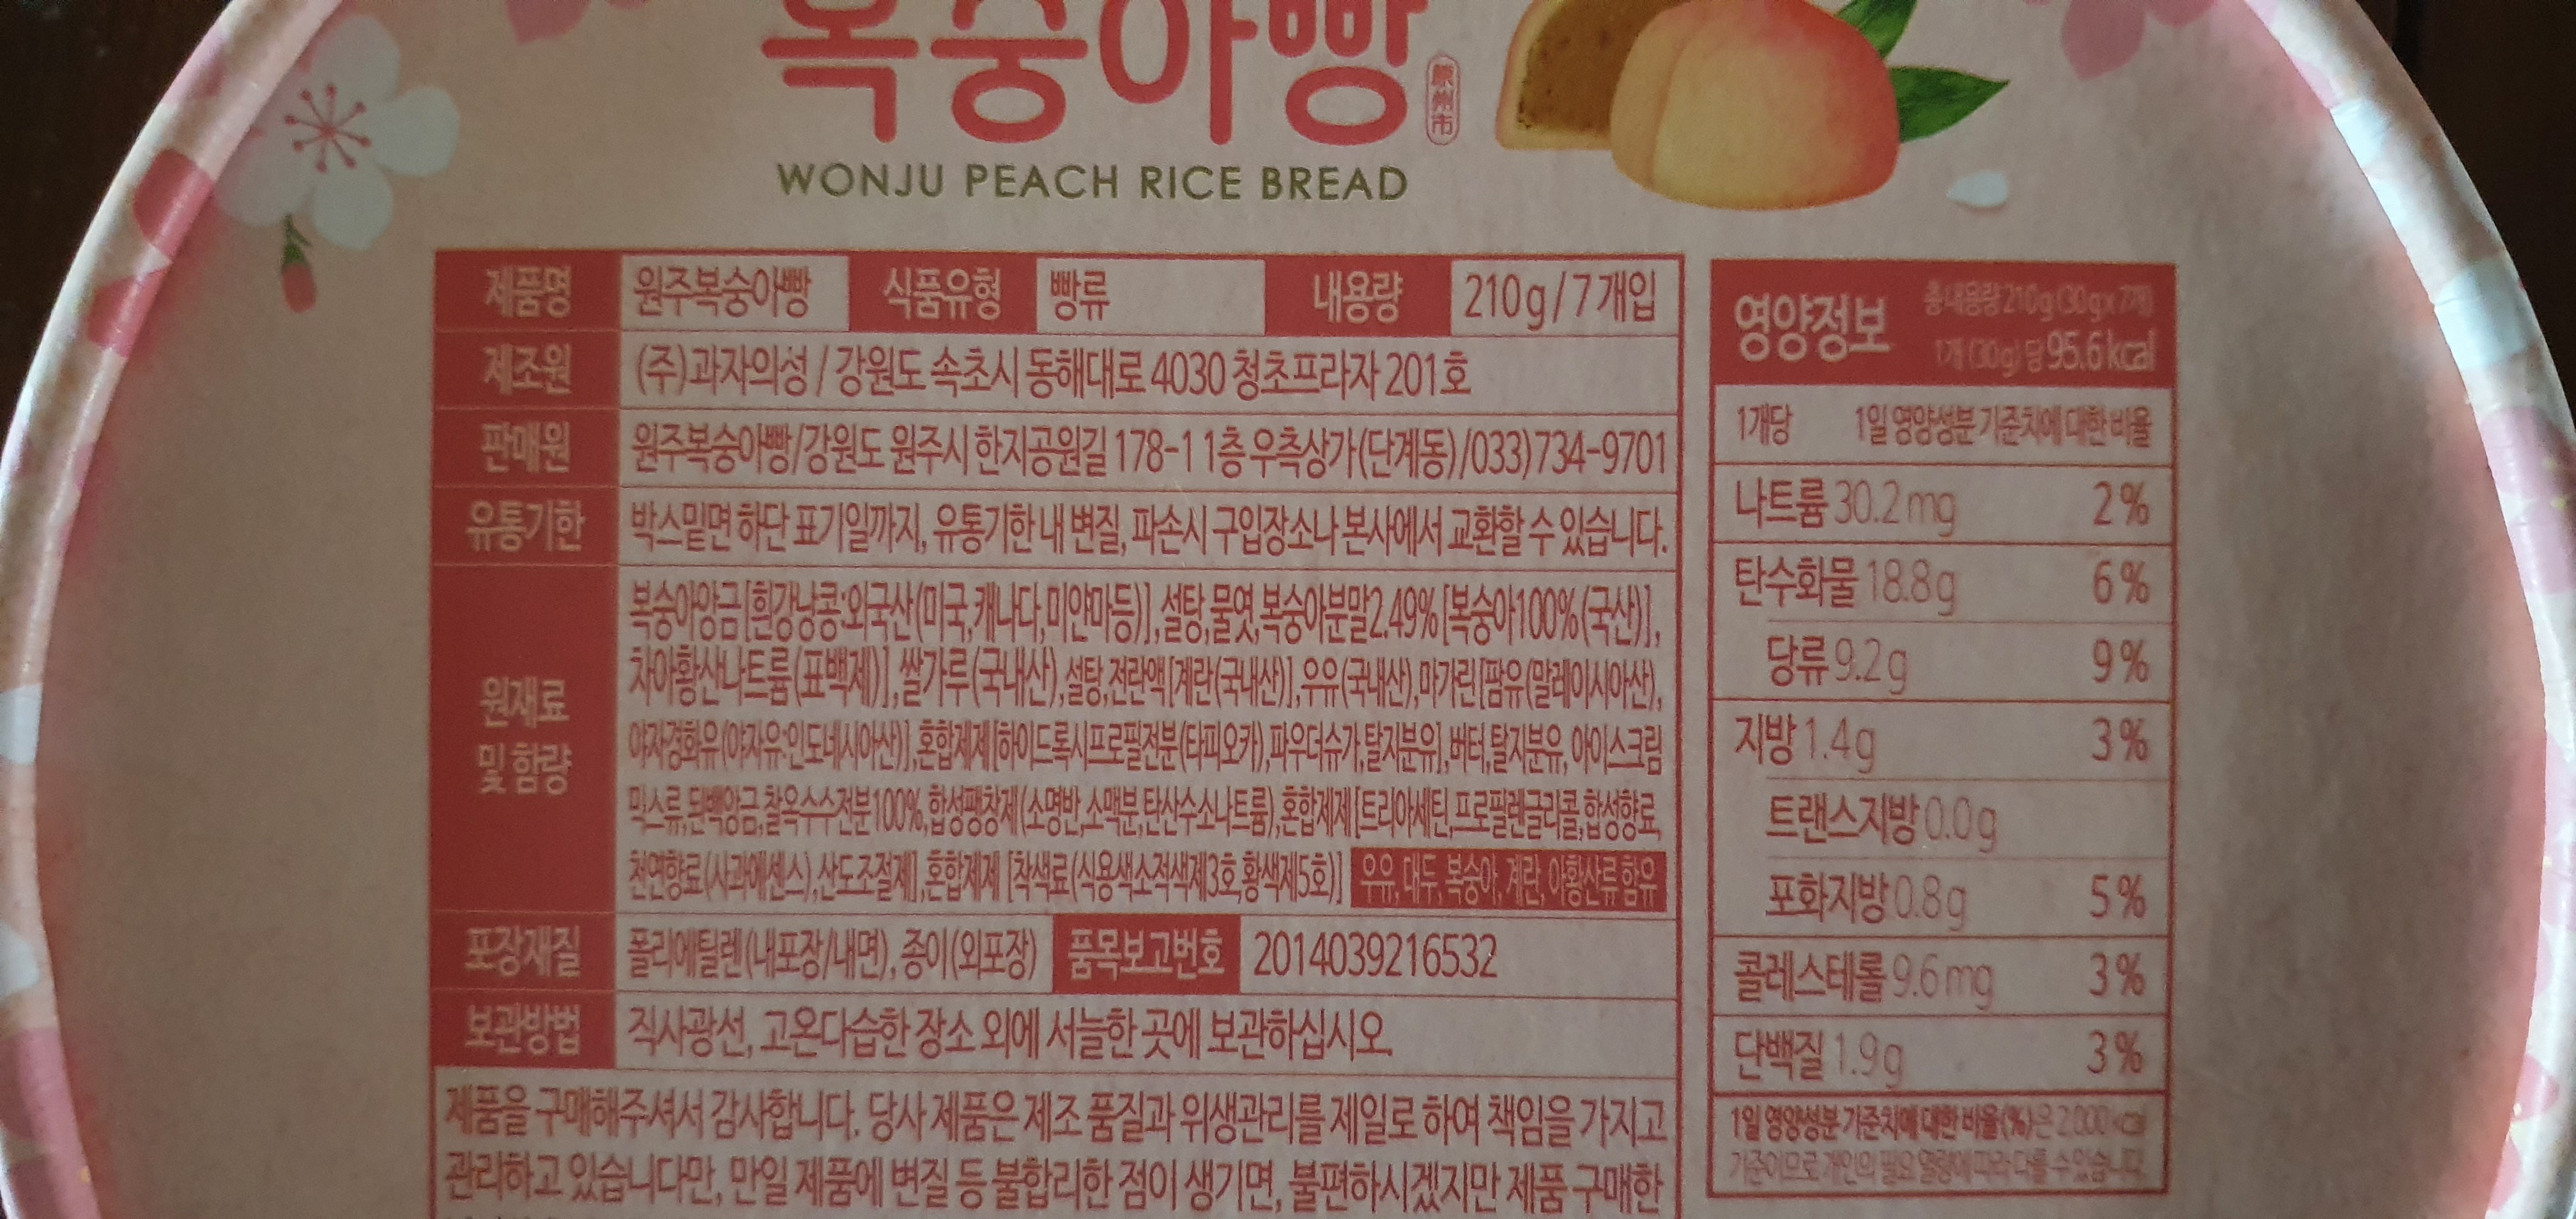 복숭아빵
原州市
WONJU PEACH RICE BREAD
제품명 원주복숭아빵 식품유형 빵류 내용량 210g/7개입
제조원 (주)과자의성 / 강원도 속초시 동해대로 4030 청초프라자 201호
판매원 원주복숭아빵/강원도 원주시 한지공원길 178-1 1층 우측상가(단계동)/033)734-9701
유통기한 박스밑면 하단 표기일까지, 유통기한 내 변질, 파손시 구입장소나 본사에서 교환할 수 있습니다.
원재료 및 함량
복숭아앙금[흰강낭콩:외국산(미국,캐나다,미얀마등)],설탕,물엿,복숭아분말2.49%[복숭아100%(국산)],
차아황산나트륨(표백제)],쌀가루(국내산),설탕,전란액[계란(국내산)],우유(국내산),마가린[팜유(말레이시아산),
야자경화유(야자유:인도네시아산)],혼합제제[하이드록시프로필전분(타피오카),파우더슈가,탈지분유],버터,탈지분유,아이스크림
믹스류,흰백앙금,찰옥수수전분100%,합성팽창제(소명반,소맥분,탄산수소나트륨),혼합제제[트리아세틴,프로필렌글리콜,합성향료,
천연향료(사과에센스),산도조절제],혼합제제 [착색료(식용색소적색제3호,황색제5호)] 우유, 대두, 복숭아, 계란, 아황산류 함유
포장재질 폴리에틸렌(내포장/내면), 종이(외포장) 품목보고번호 2014039216532
보관방법 직사광선, 고온다습한 장소 외에 서늘한 곳에 보관하십시오.
제품을 구매해주셔서 감사합니다. 당사 제품은 제조 품질과 위생관리를 제일로 하여 책임을 가지고
관리하고 있습니다만, 만일 제품에 변질 등 불합리한 점이 생기면, 불편하시겠지만 제품 구매한
영양정보
총내용량210g(30gx7개)
1개(30g)당 95.6 kcal
1개당 1일 영양성분 기준치에 대한 비율
나트륨 30.2mg 2%
탄수화물 18.8g 6%
당류 9.2g 9%
지방 1.4g 3%
트랜스지방 0.0g
포화지방 0.8g 5%
콜레스테롤 9.6mg 3%
단백질 1.9g 3%
1일 영양성분 기준치에 대한 비율(%)은 2,000 kcal
기준이므로 개인의 필요 열량에 따라 다를 수 있습니다.